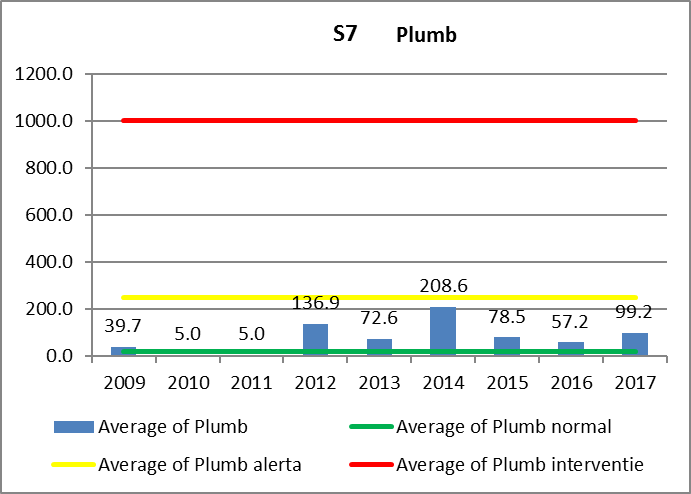 S7 Plumb
1200.0
1000.0
800.0
600.0
400.0
200.0
0.0
39.7
5.0
5.0
136.9
72.6
208.6
78.5
57.2
99.2
2009 2010 2011 2012 2013 2014 2015 2016 2017
Average of Plumb
Average of Plumb normal
Average of Plumb alerta
Average of Plumb interventie